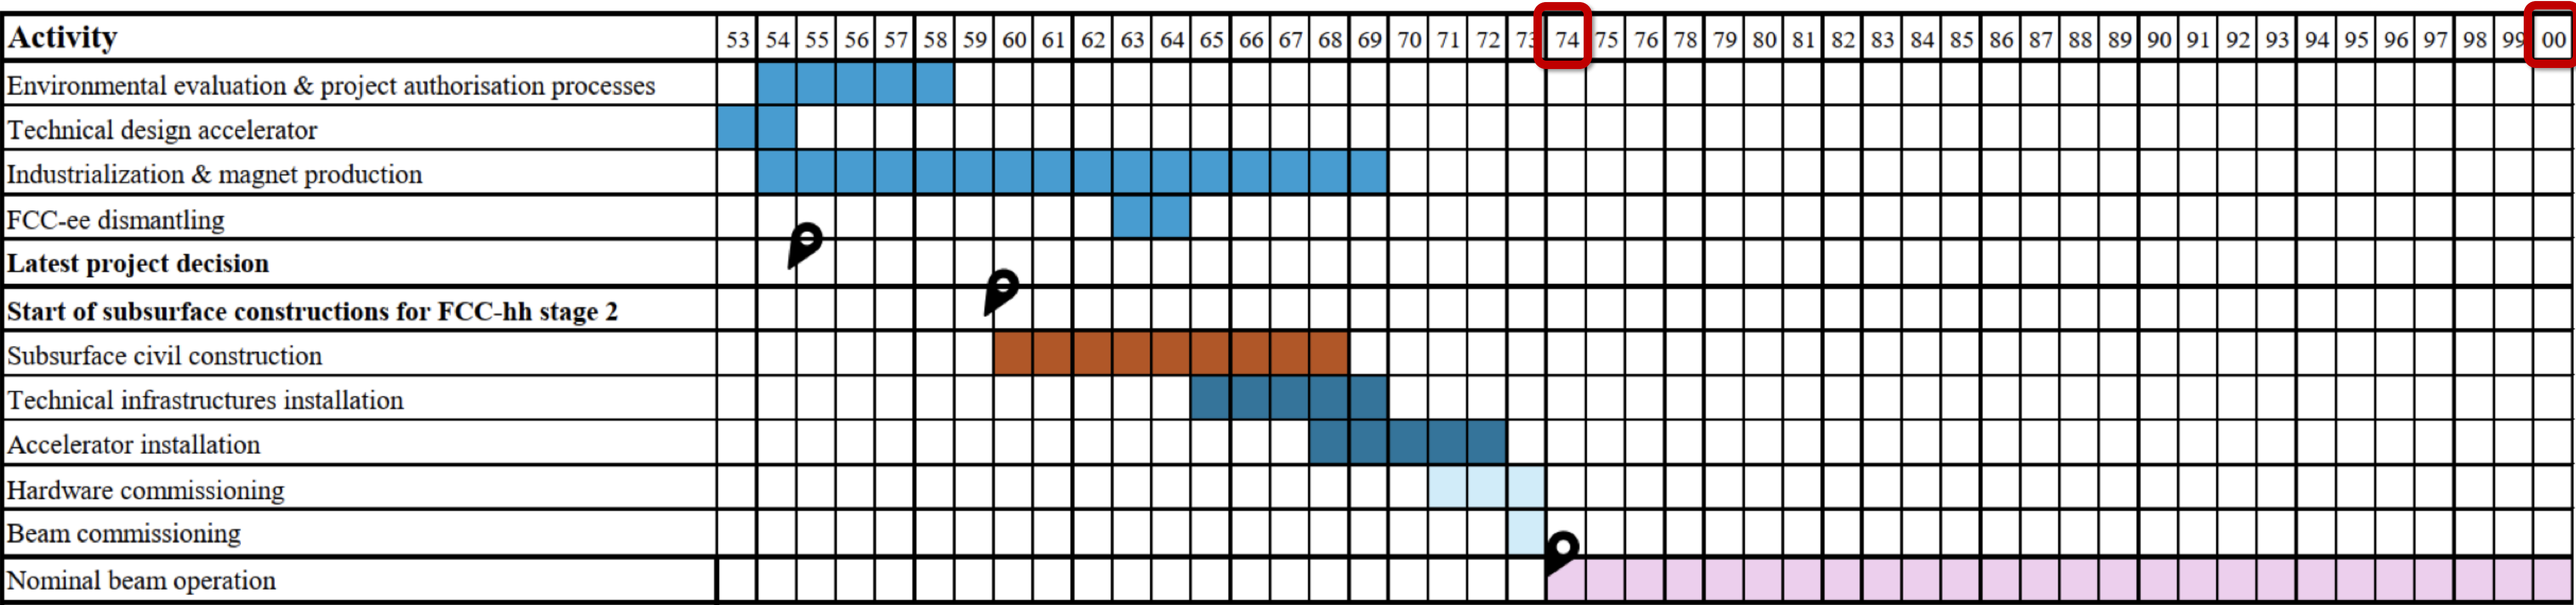 Activity 53 54 55 56 57 58 59 60 61 62 63 64 65 66 67 68 69 70 71 72 73 74 75 76 78 79 80 81 82 83 84 85 86 87 88 89 90 91 92 93 94 95 96 97 98 99 00
Environmental evaluation & project authorisation processes
Technical design accelerator
Industrialization & magnet production
FCC-ee dismantling
Latest project decision
Start of subsurface constructions for FCC-hh stage 2
Subsurface civil construction
Technical infrastructures installation
Accelerator installation
Hardware commissioning
Beam commissioning
Nominal beam operation